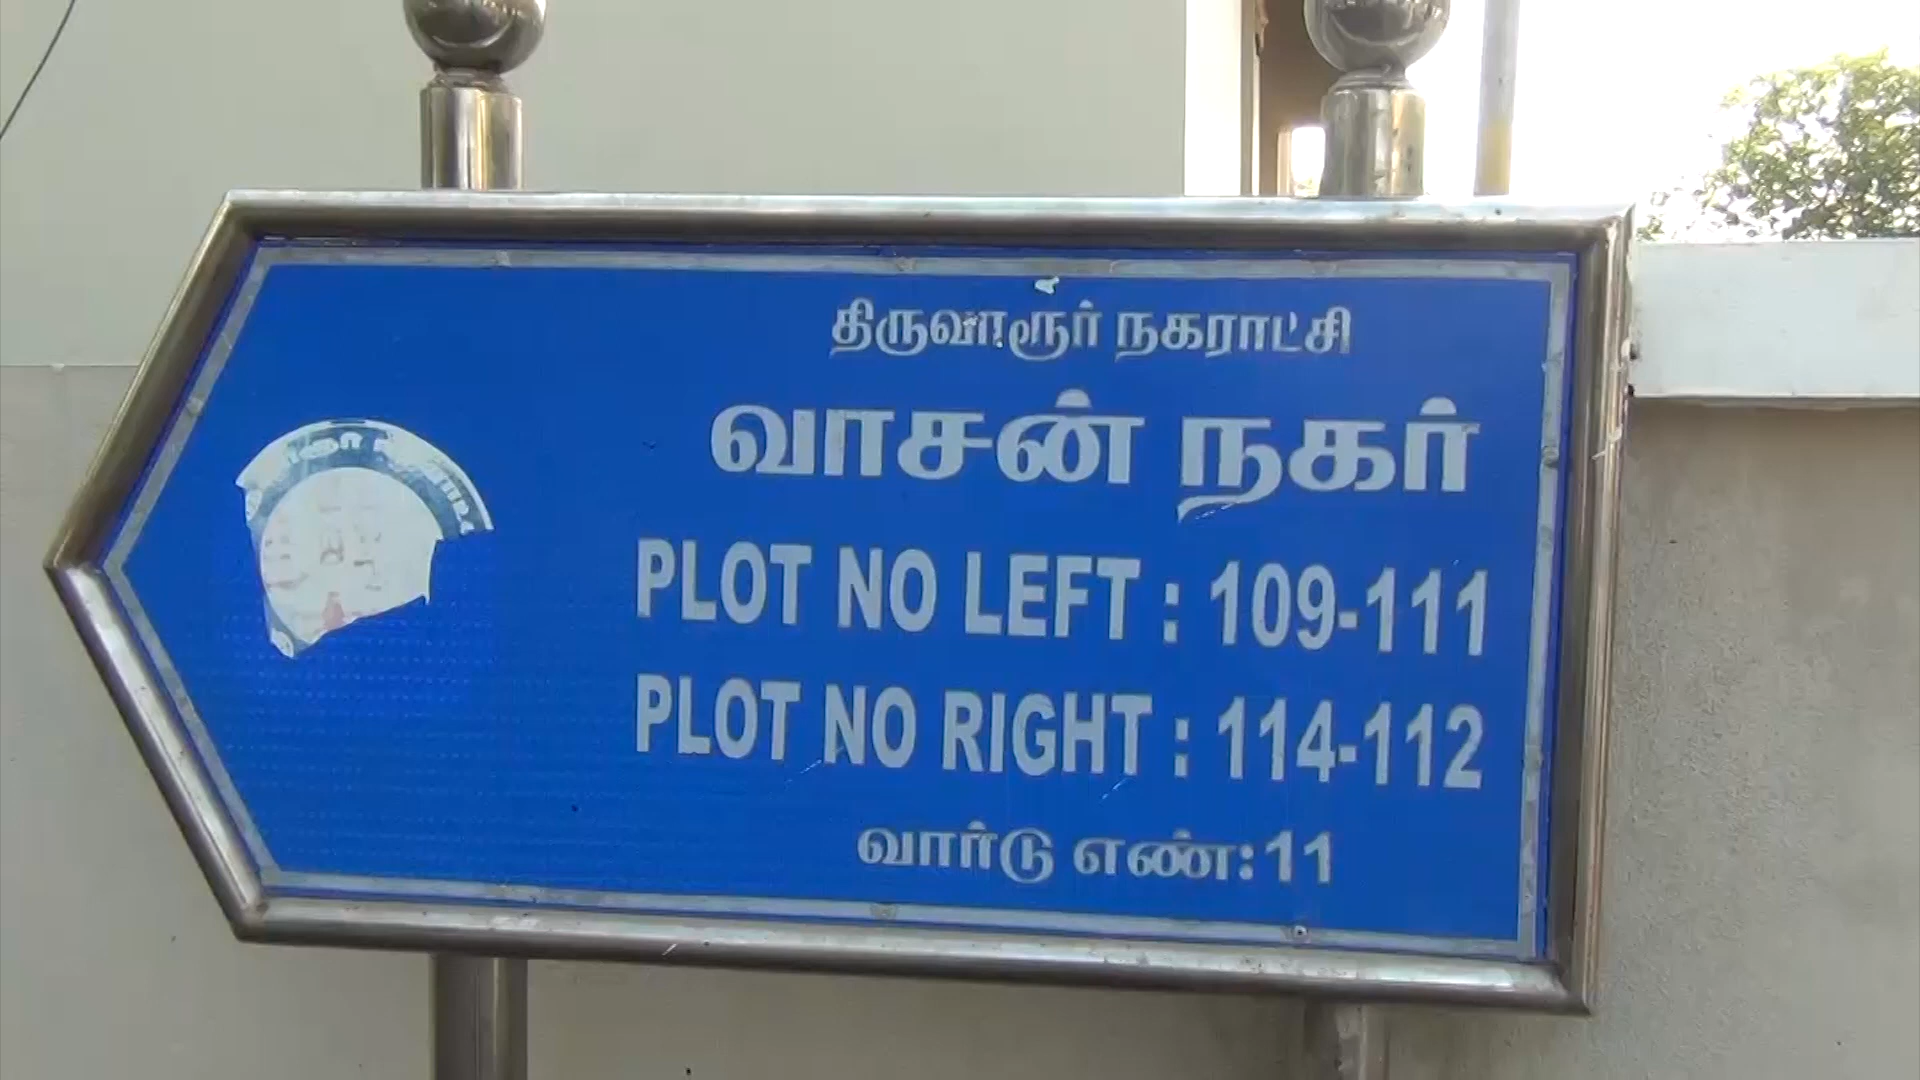 திருவாரூர் நகராட்சி
வாசன் நகர்
PLOT NO LEFT : 109-111
PLOT NO RIGHT : 114-112
வார்டு எண்:11